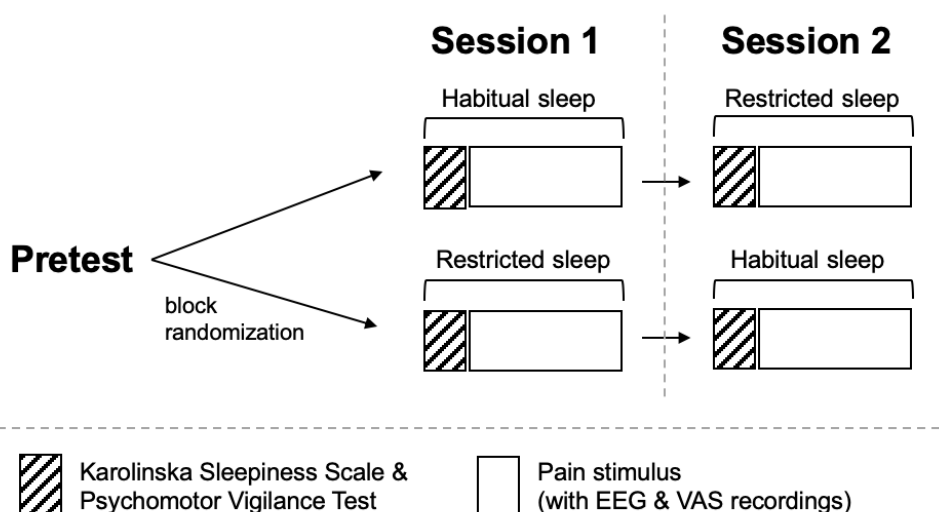 Session 1
Session 2
Habitual sleep
Restricted sleep
Pretest
block
randomization
Restricted sleep
Habitual sleep
Karolinska Sleepiness Scale &
Psychomotor Vigilance Test
Pain stimulus
(with EEG & VAS recordings)